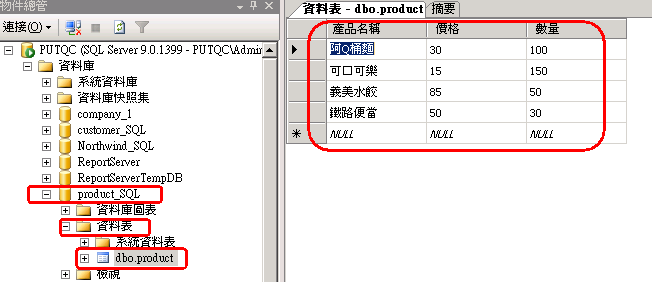 物件總管
連接(O)
PUTQC (SQL Server 9.0.1399 - PUTQC\Admin
資料庫
系統資料庫
資料庫快照集
company_1
customer_SQL
Northwind_SQL
ReportServer
ReportServerTempDB
product_SQL
資料庫圖表
資料表
系統資料表
dbo.product
檢視
資料表 - dbo.product 摘要
產品名稱 價格 數量
阿Q桶麵 30 100
可口可樂 15 150
義美水餃 85 50
鐵路便當 50 30
NULL NULL NULL